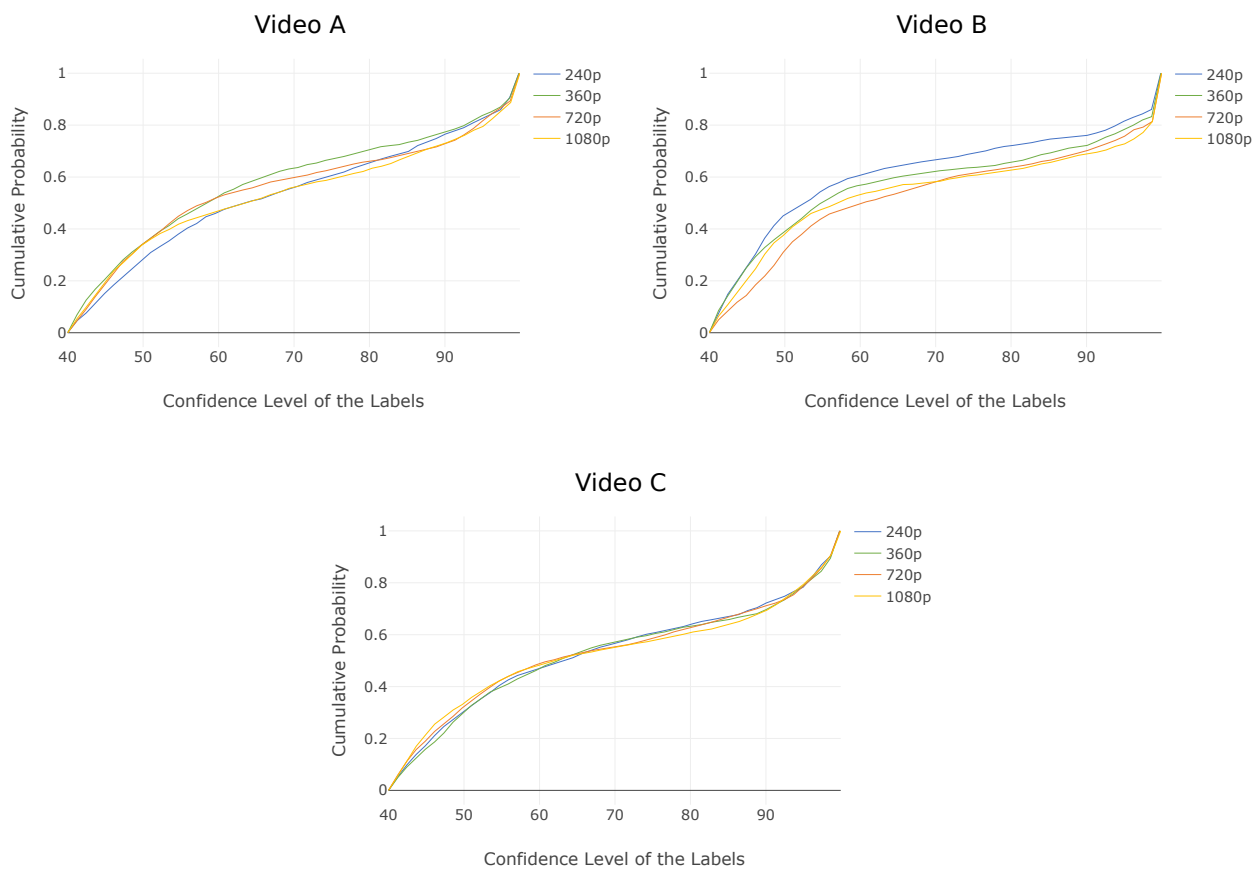 Video A
1
0.8
0.6
0.4
0.2
0
40 50 60 70 80 90
Cumulative Probability
Confidence Level of the Labels
240p
360p
720p
1080p
Video B
1
0.8
0.6
0.4
0.2
0
40 50 60 70 80 90
Cumulative Probability
Confidence Level of the Labels
240p
360p
720p
1080p
Video C
1
0.8
0.6
0.4
0.2
0
40 50 60 70 80 90
Cumulative Probability
Confidence Level of the Labels
240p
360p
720p
1080p